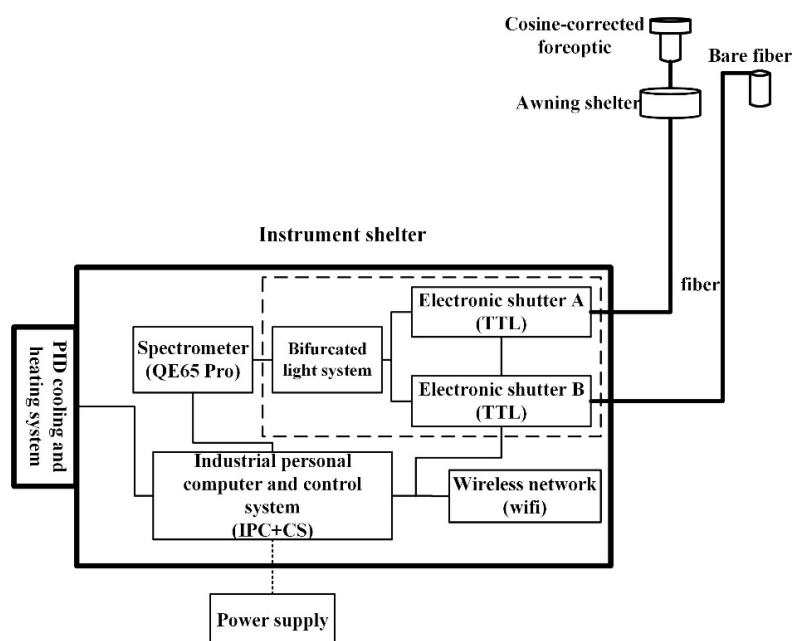 Cosine-corrected
foreoptic
Bare fiber
Awning shelter
Instrument shelter
fiber
Electronic shutter A
(TTL)
Spectrometer
(QE65 Pro)
Bifurcated
light system
PID cooling and
heating system
Electronic shutter B
(TTL)
Industrial personal
computer and control
system
(IPC+CS)
Wireless network
(wifi)
Power supply